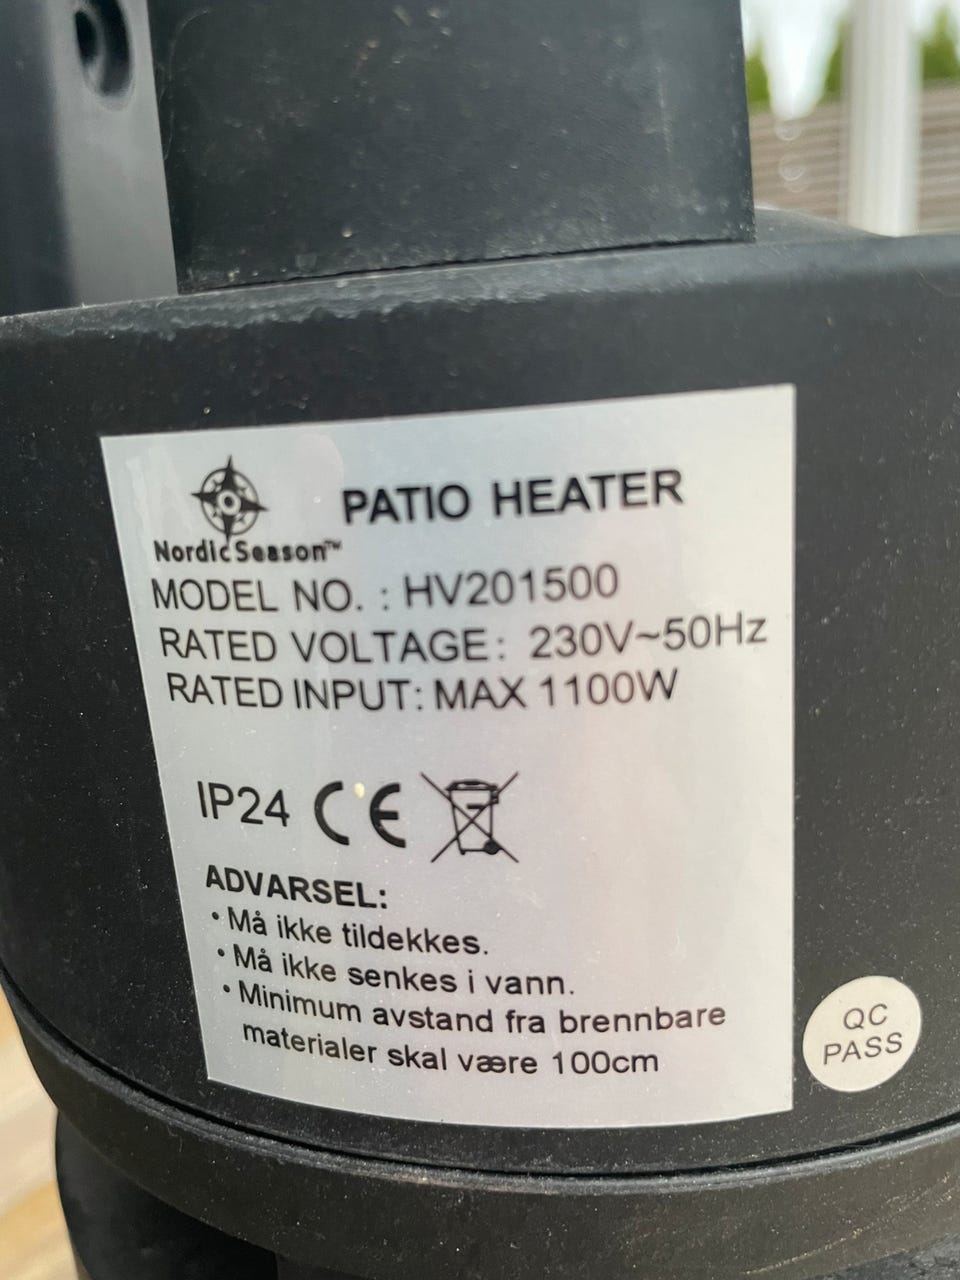 PATIO HEATER
NordicSeason™
MODEL NO. : HV201500
RATED VOLTAGE: 230V~50Hz
RATED INPUT: MAX 1100W
IP24 CE
ADVARSEL:
• Må ikke tildekkes.
• Må ikke senkes i vann.
• Minimum avstand fra brennbare
materialer skal være 100cm
QC
PASS